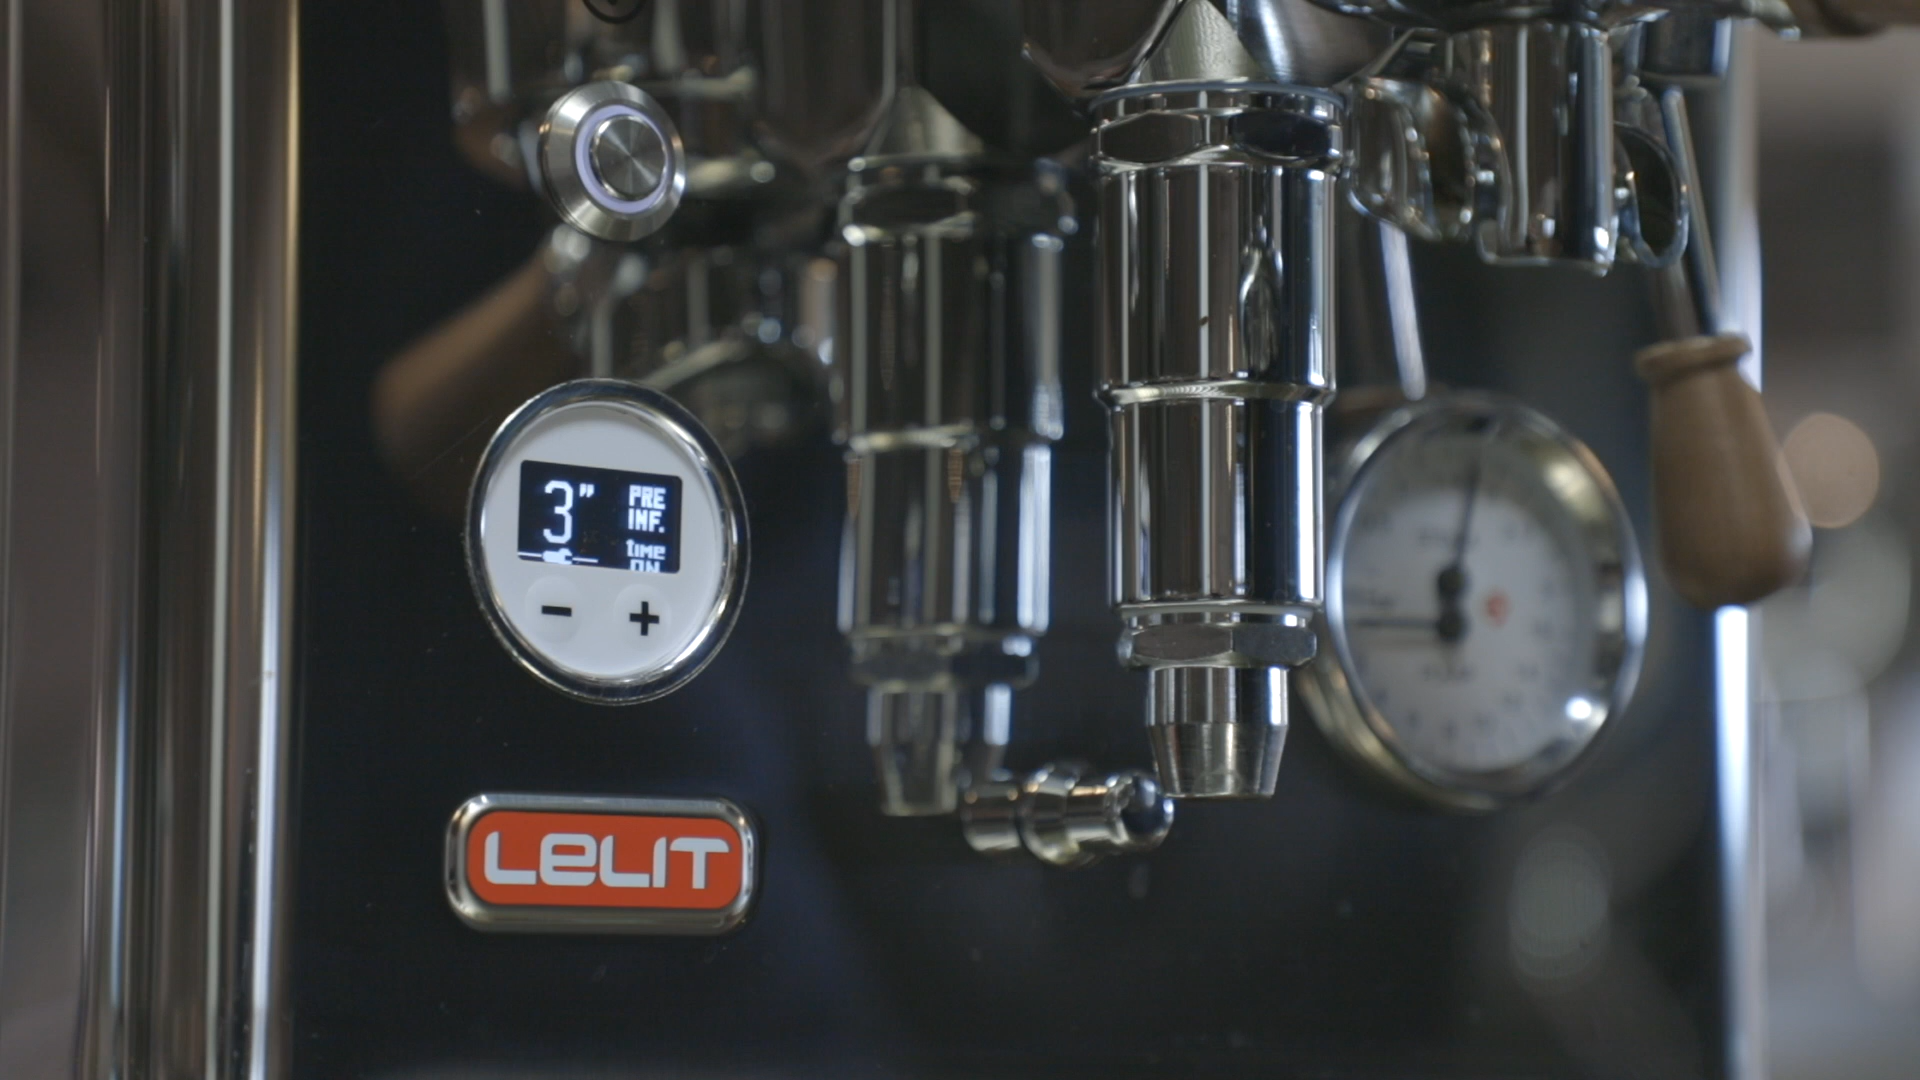 3" PRE
INF.
TIME
ON
- +
LELIT